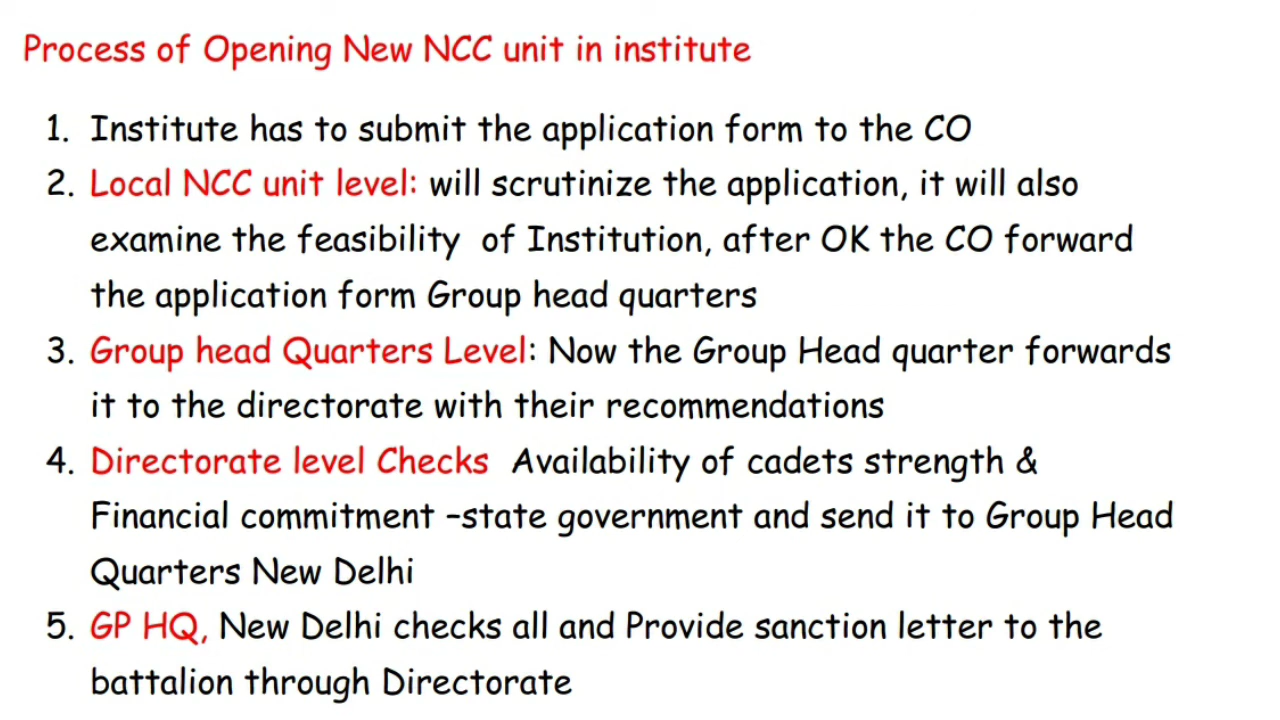 Process of Opening New NCC unit in institute
1. Institute has to submit the application form to the CO
2. Local NCC unit level: will scrutinize the application, it will also
examine the feasibility of Institution, after OK the CO forward
the application form Group head quarters
3. Group head Quarters Level: Now the Group Head quarter forwards
it to the directorate with their recommendations
4. Directorate level Checks Availability of cadets strength &
Financial commitment –state government and send it to Group Head
Quarters New Delhi
5. GP HQ, New Delhi checks all and Provide sanction letter to the
battalion through Directorate